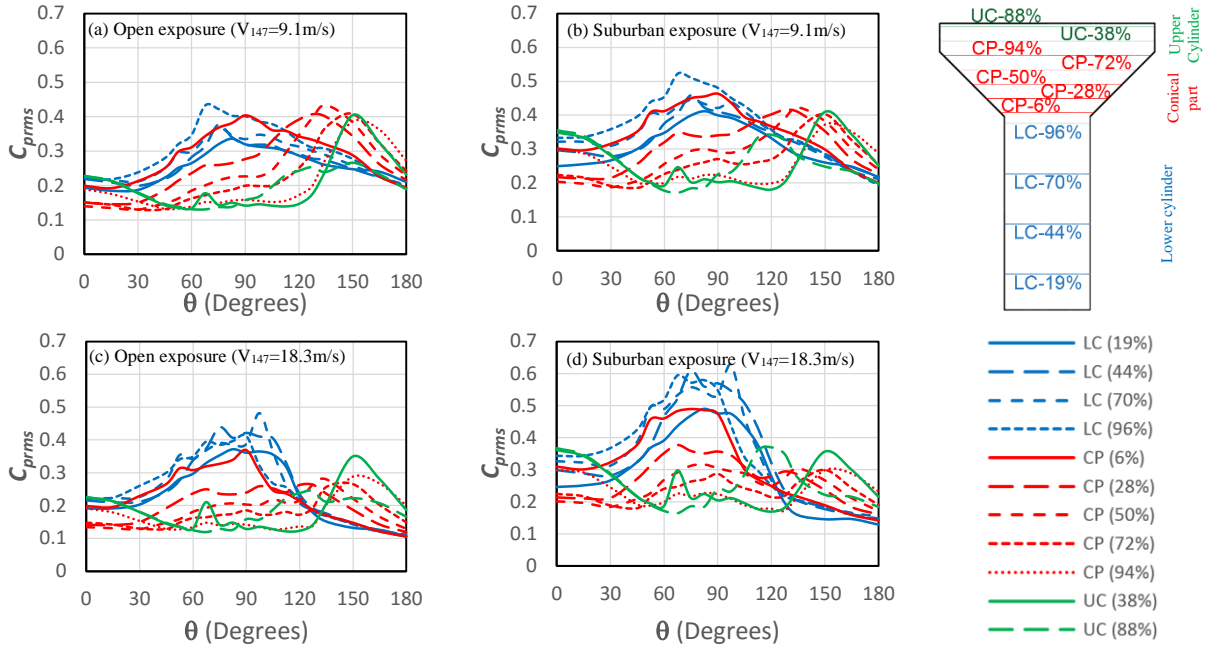 (a) Open exposure (V147=9.1m/s)
Cprms
0.7
0.6
0.5
0.4
0.3
0.2
0.1
0
0 30 60 90 120 150 180
θ (Degrees)
(b) Suburban exposure (V147=9.1m/s)
Cprms
0.7
0.6
0.5
0.4
0.3
0.2
0.1
0
0 30 60 90 120 150 180
θ (Degrees)
UC-88%
UC-38%
CP-94%
CP-72%
CP-50%
CP-28%
CP-6%
LC-96%
LC-70%
LC-44%
LC-19%
Upper
Cylinder
Conical
part
Lower cylinder
(c) Open exposure (V147=18.3m/s)
Cprms
0.7
0.6
0.5
0.4
0.3
0.2
0.1
0
0 30 60 90 120 150 180
θ (Degrees)
(d) Suburban exposure (V147=18.3m/s)
Cprms
0.7
0.6
0.5
0.4
0.3
0.2
0.1
0
0 30 60 90 120 150 180
θ (Degrees)
LC (19%)
LC (44%)
LC (70%)
LC (96%)
CP (6%)
CP (28%)
CP (50%)
CP (72%)
CP (94%)
UC (38%)
UC (88%)